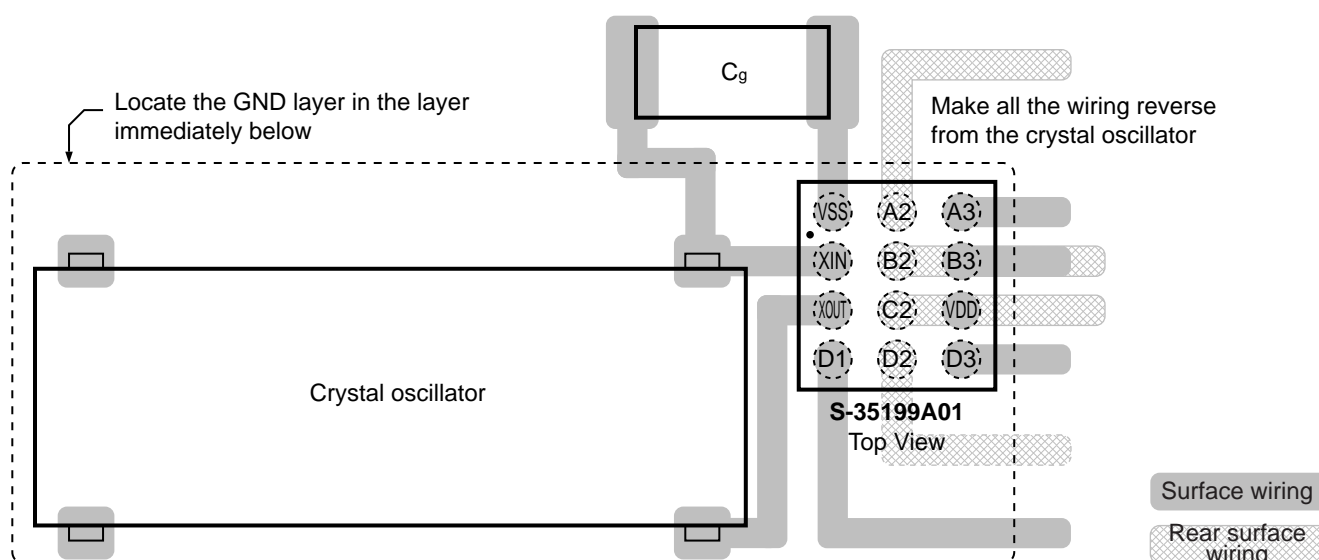 Cg
Locate the GND layer in the layer
immediately below
Make all the wiring reverse
from the crystal oscillator
VSS A2 A3
XIN B2 B3
XOUT C2 VDD
D1 D2 D3
Crystal oscillator
S-35199A01
Top View
Surface wiring
Rear surface
wiring